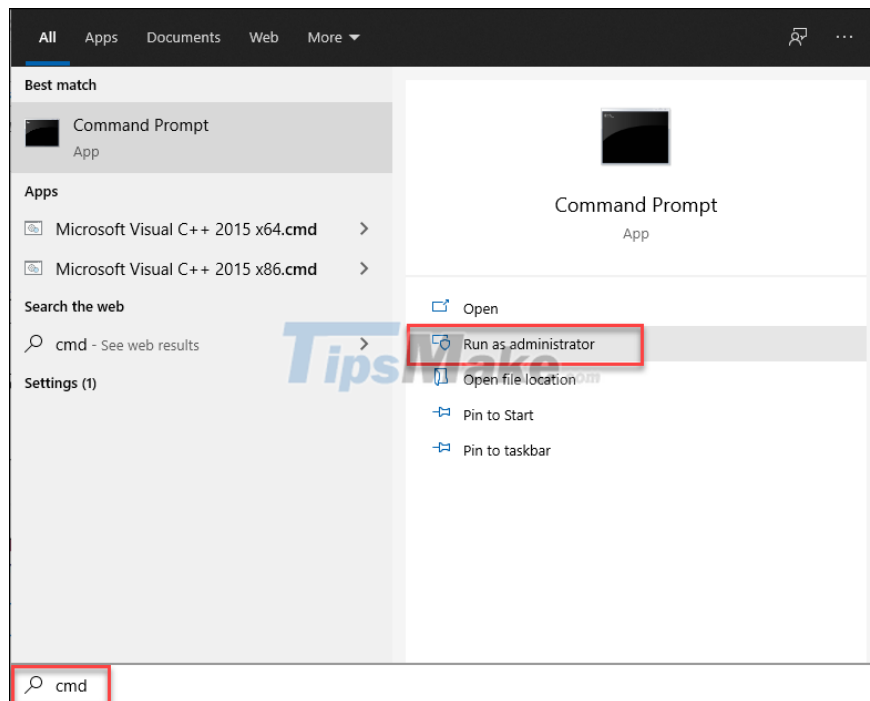 All Apps Documents Web More
Best match
Command Prompt
App
Apps
Microsoft Visual C++ 2015 x64.cmd
Microsoft Visual C++ 2015 x86.cmd
Search the web
cmd - See web results
Settings (1)
Command Prompt
App
Open
Run as administrator
Open file location
Pin to Start
Pin to taskbar
TipsMake.com
cmd